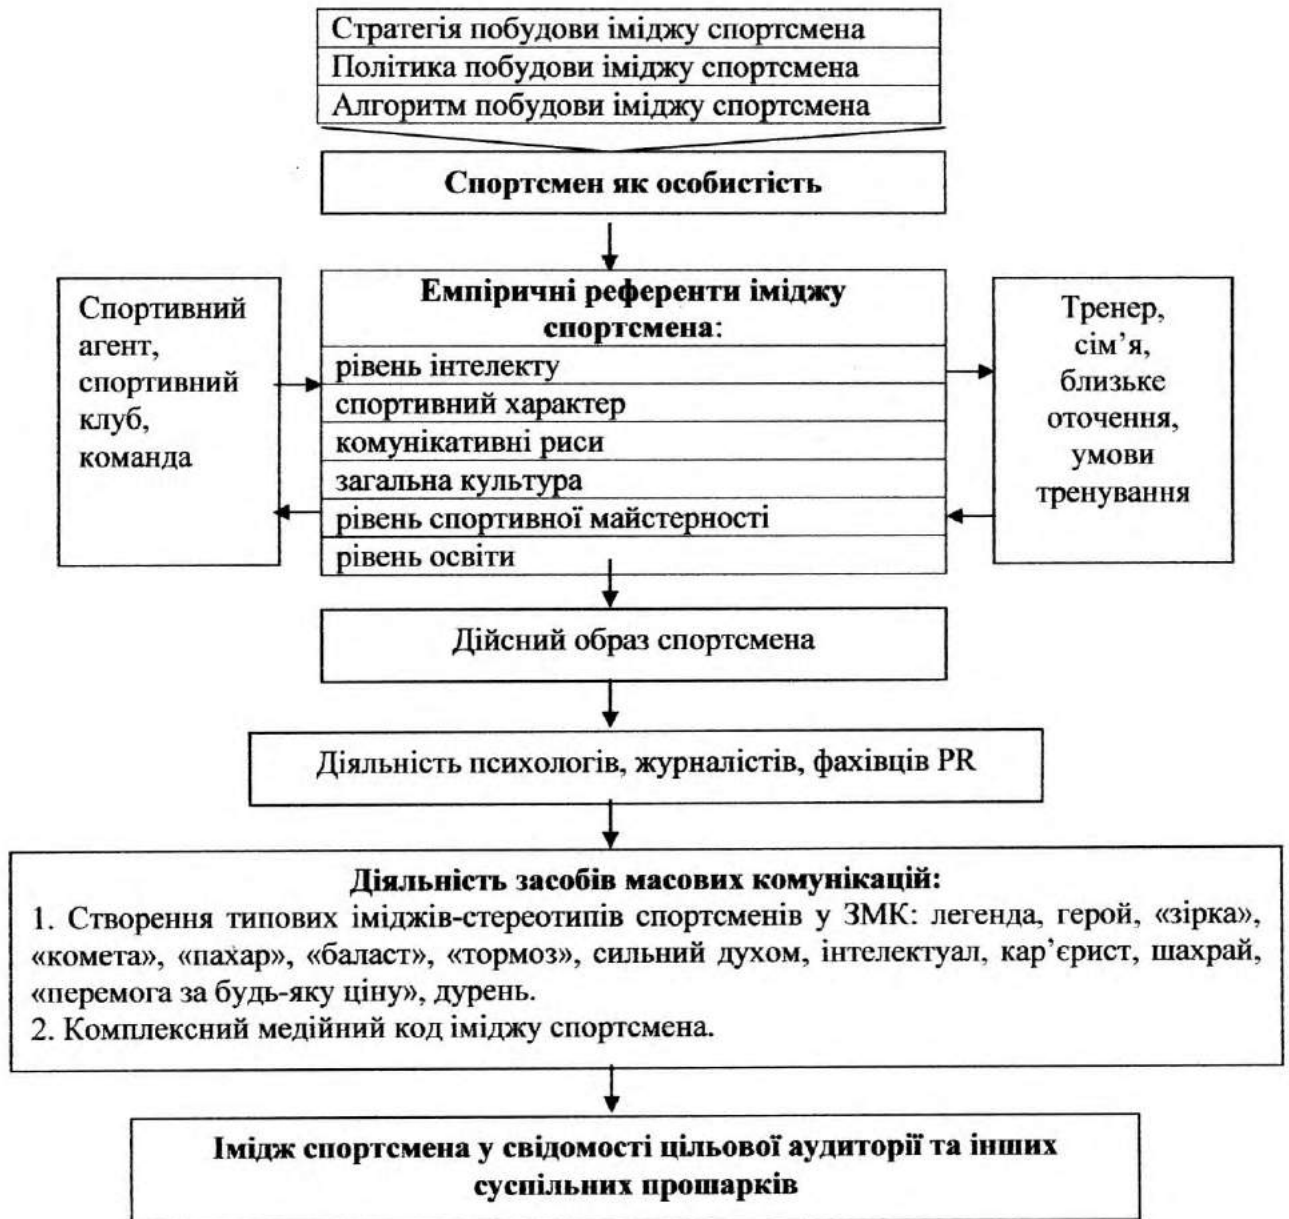 Стратегія побудови іміджу спортсмена
Політика побудови іміджу спортсмена
Алгоритм побудови іміджу спортсмена
Спортсмен як особистість
Спортивний
агент,
спортивний
клуб,
команда
Емпіричні референти іміджу
спортсмена:
рівень інтелекту
спортивний характер
комунікативні риси
загальна культура
рівень спортивної майстерності
рівень освіти
Тренер,
сім’я,
близьке
оточення,
умови
тренування
Дійсний образ спортсмена
Діяльність психологів, журналістів, фахівців PR
Діяльність засобів масових комунікацій:
1. Створення типових іміджів-стереотипів спортсменів у ЗМК: легенда, герой, «зірка»,
«комета», «пахар», «баласт», «тормоз», сильний духом, інтелектуал, кар’єрист, шахрай,
«перемога за будь-яку ціну», дурень.
2. Комплексний медійний код іміджу спортсмена.
Імідж спортсмена у свідомості цільової аудиторії та інших
суспільних прошарків